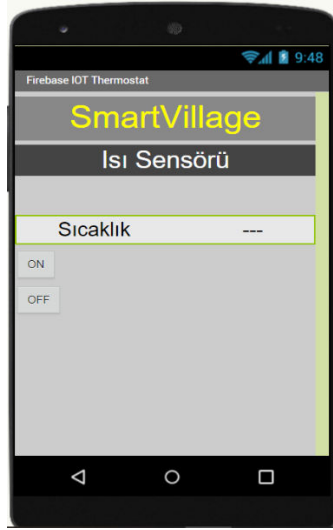 9:48
Firebase IOT Thermostat
SmartVillage
Isı Sensörü
Sıcaklık ---
ON
OFF